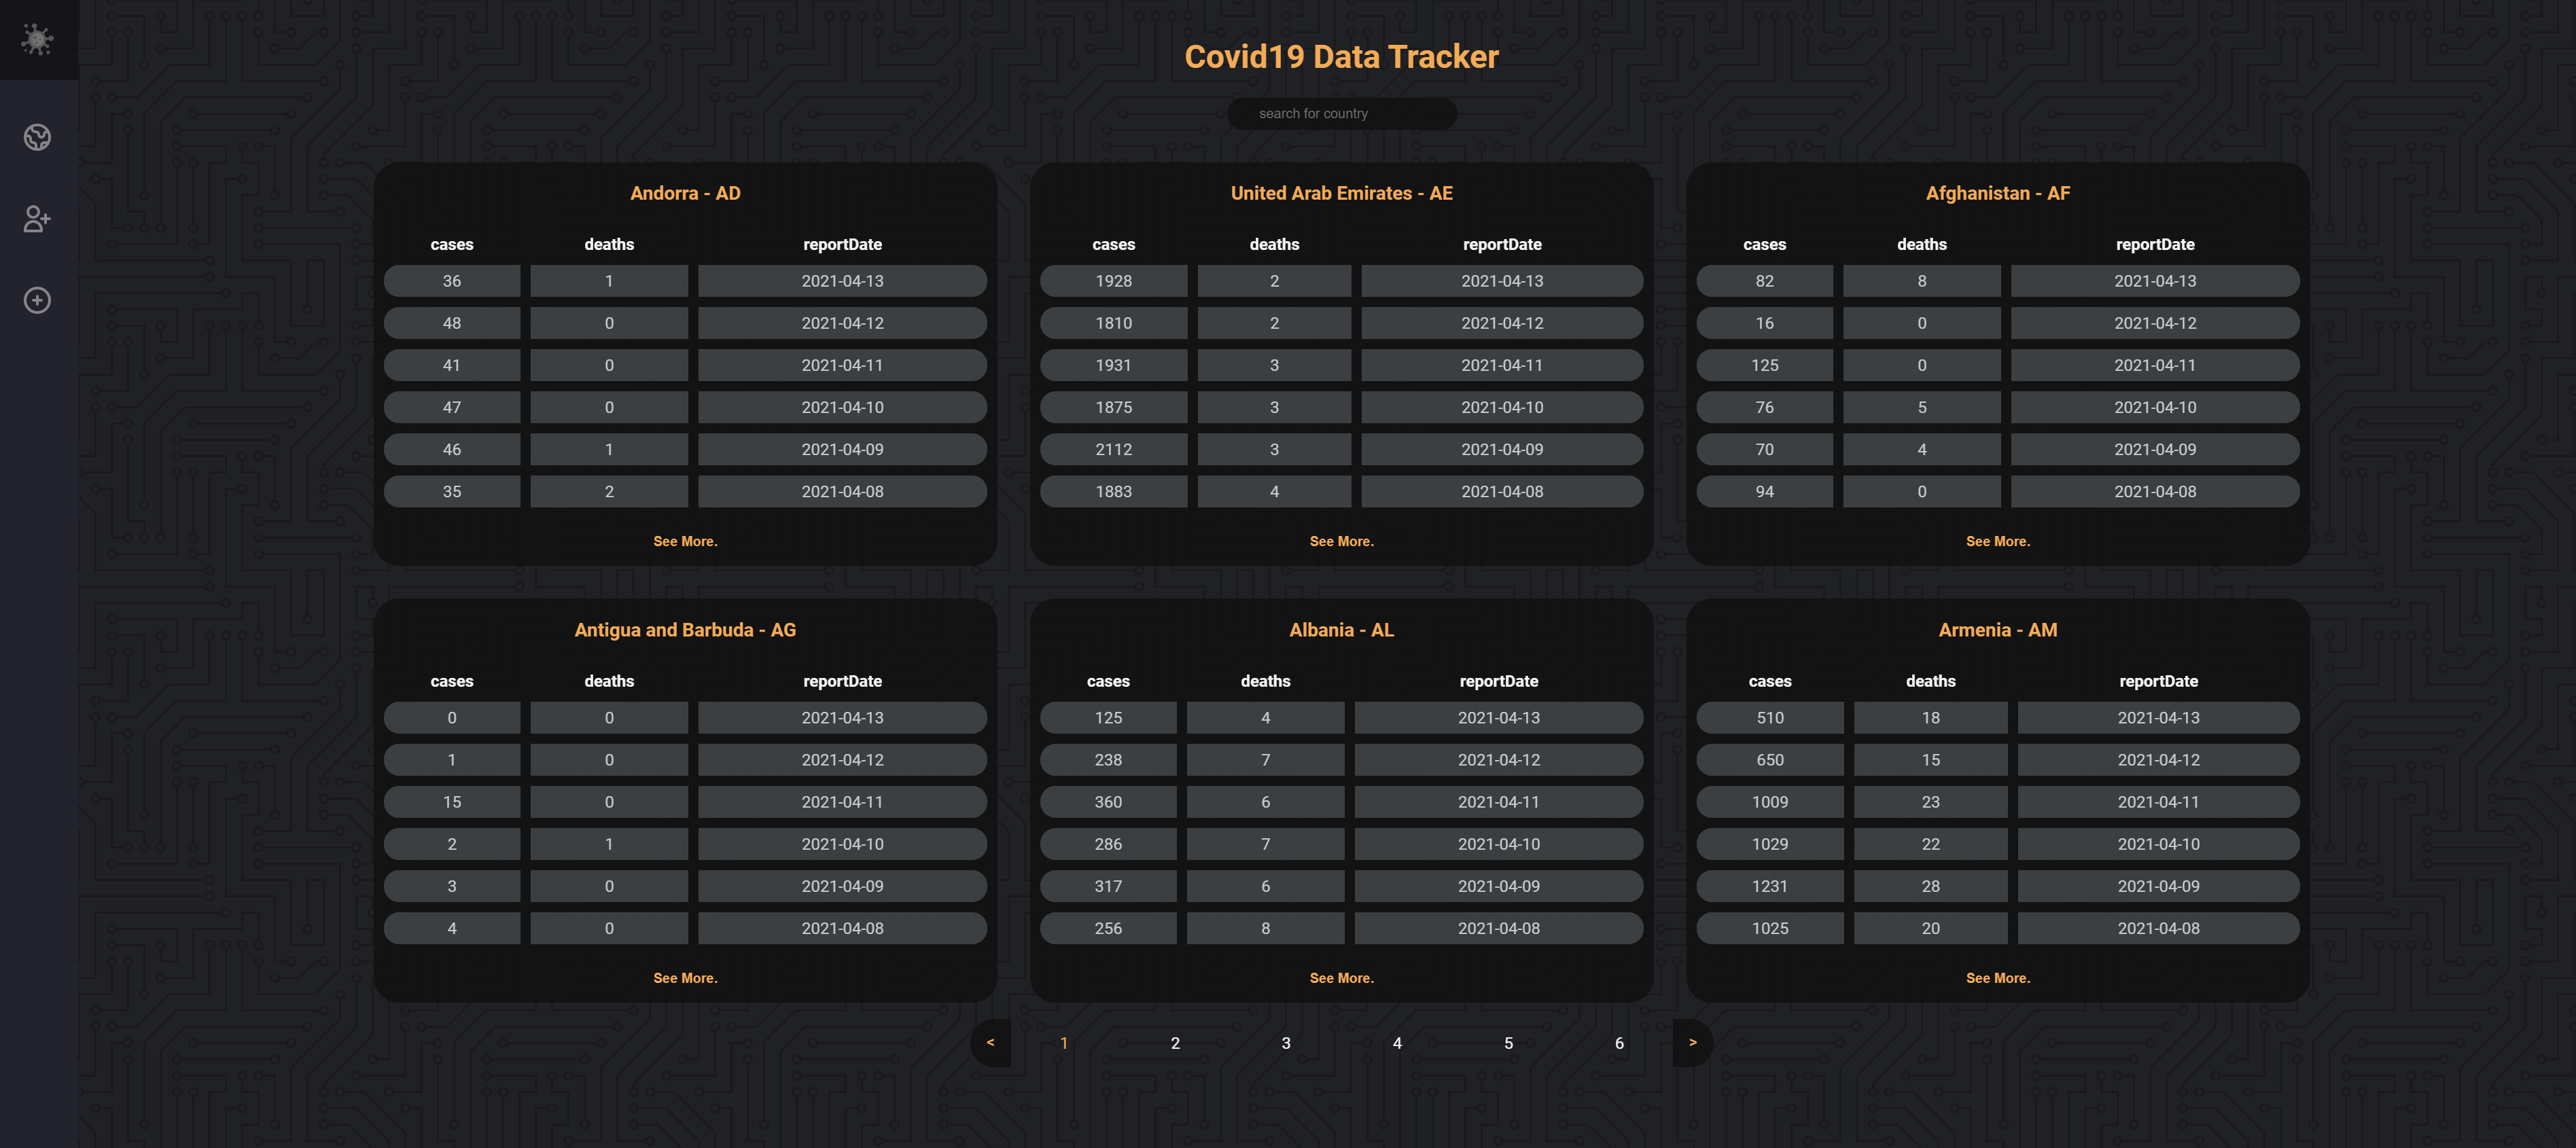 Covid19 Data Tracker
search for country
Andorra - AD
cases deaths reportDate
36 1 2021-04-13
48 0 2021-04-12
41 0 2021-04-11
47 0 2021-04-10
46 1 2021-04-09
35 2 2021-04-08
See More.
United Arab Emirates - AE
cases deaths reportDate
1928 2 2021-04-13
1810 2 2021-04-12
1931 3 2021-04-11
1875 3 2021-04-10
2112 3 2021-04-09
1883 4 2021-04-08
See More.
Afghanistan - AF
cases deaths reportDate
82 8 2021-04-13
16 0 2021-04-12
125 0 2021-04-11
76 5 2021-04-10
70 4 2021-04-09
94 0 2021-04-08
See More.
Antigua and Barbuda - AG
cases deaths reportDate
0 0 2021-04-13
1 0 2021-04-12
15 0 2021-04-11
2 1 2021-04-10
3 0 2021-04-09
4 0 2021-04-08
See More.
Albania - AL
cases deaths reportDate
125 4 2021-04-13
238 7 2021-04-12
360 6 2021-04-11
286 7 2021-04-10
317 6 2021-04-09
256 8 2021-04-08
See More.
Armenia - AM
cases deaths reportDate
510 18 2021-04-13
650 15 2021-04-12
1009 23 2021-04-11
1029 22 2021-04-10
1231 28 2021-04-09
1025 20 2021-04-08
See More.
< 1 2 3 4 5 6 >